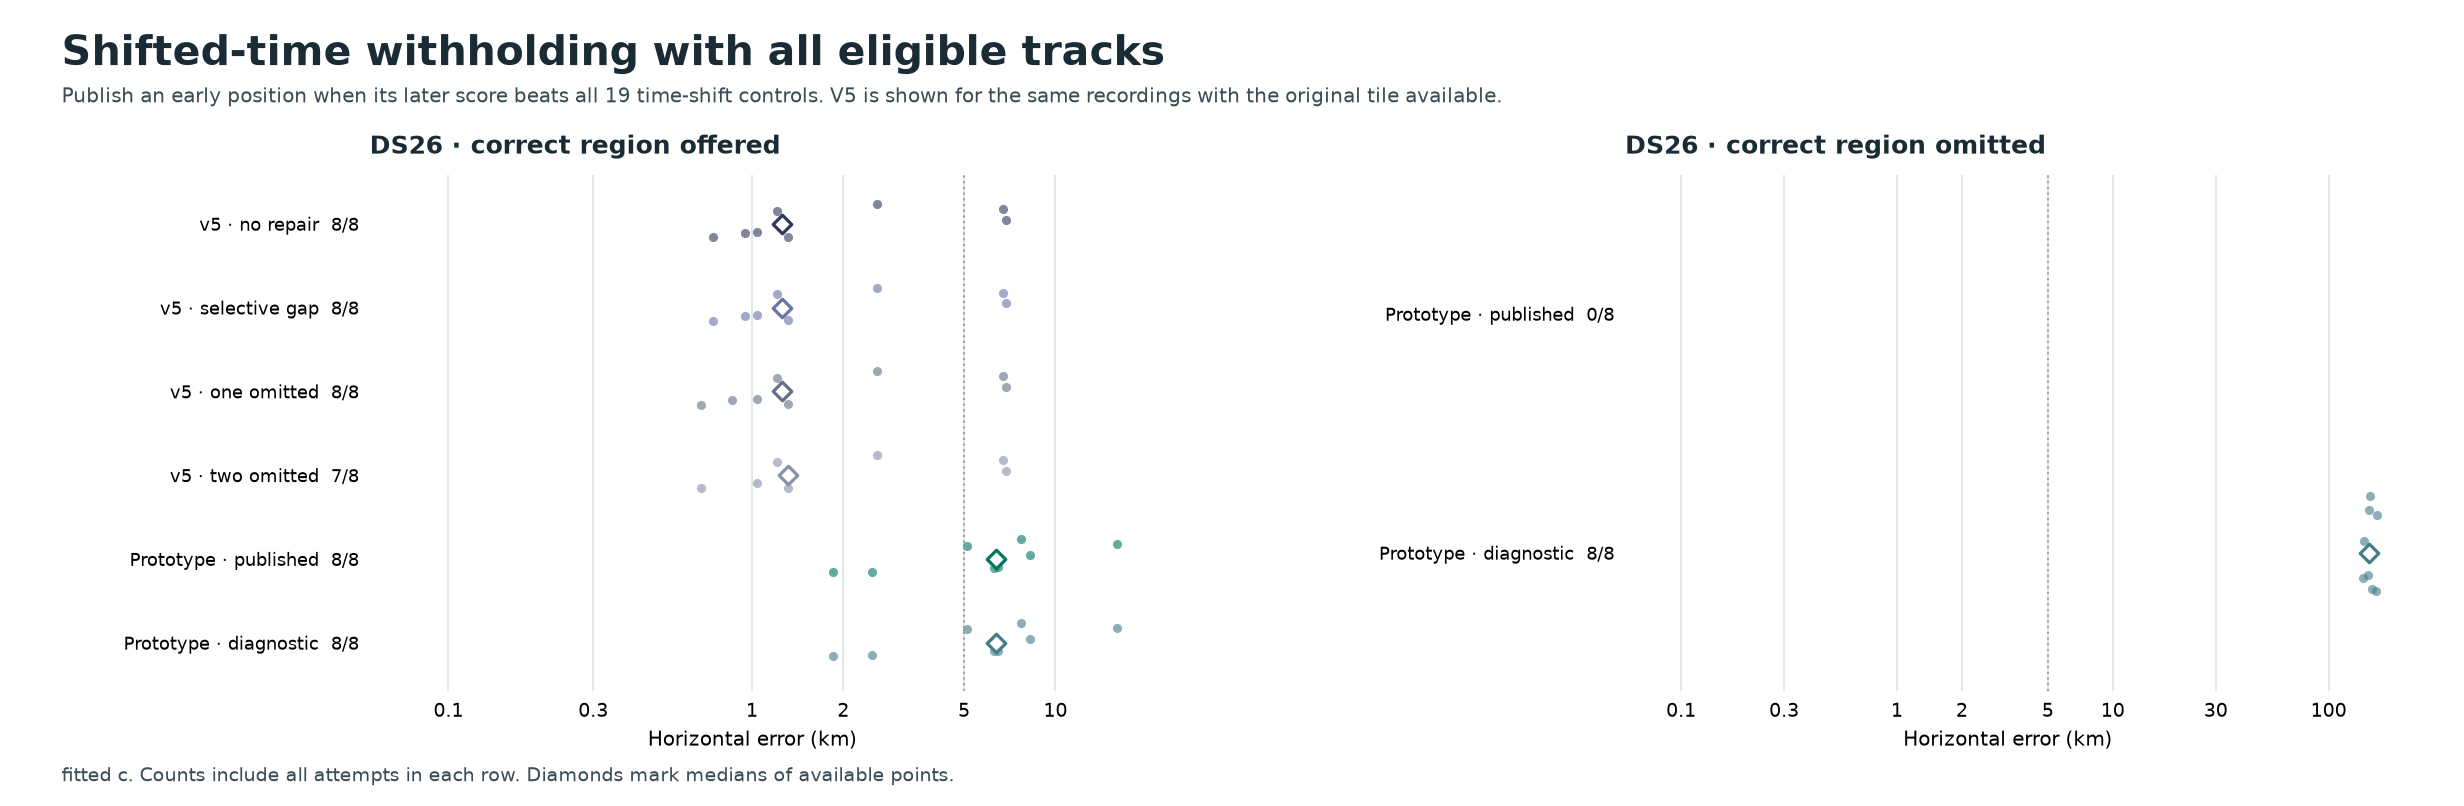 Shifted-time withholding with all eligible tracks
Publish an early position when its later score beats all 19 time-shift controls. V5 is shown for the same recordings with the original tile available.
DS26 · correct region offered
v5 · no repair 8/8
v5 · selective gap 8/8
v5 · one omitted 8/8
v5 · two omitted 7/8
Prototype · published 8/8
Prototype · diagnostic 8/8
0.1 0.3 1 2 5 10
Horizontal error (km)
DS26 · correct region omitted
Prototype · published 0/8
Prototype · diagnostic 8/8
0.1 0.3 1 2 5 10 30 100
Horizontal error (km)
fitted c. Counts include all attempts in each row. Diamonds mark medians of available points.